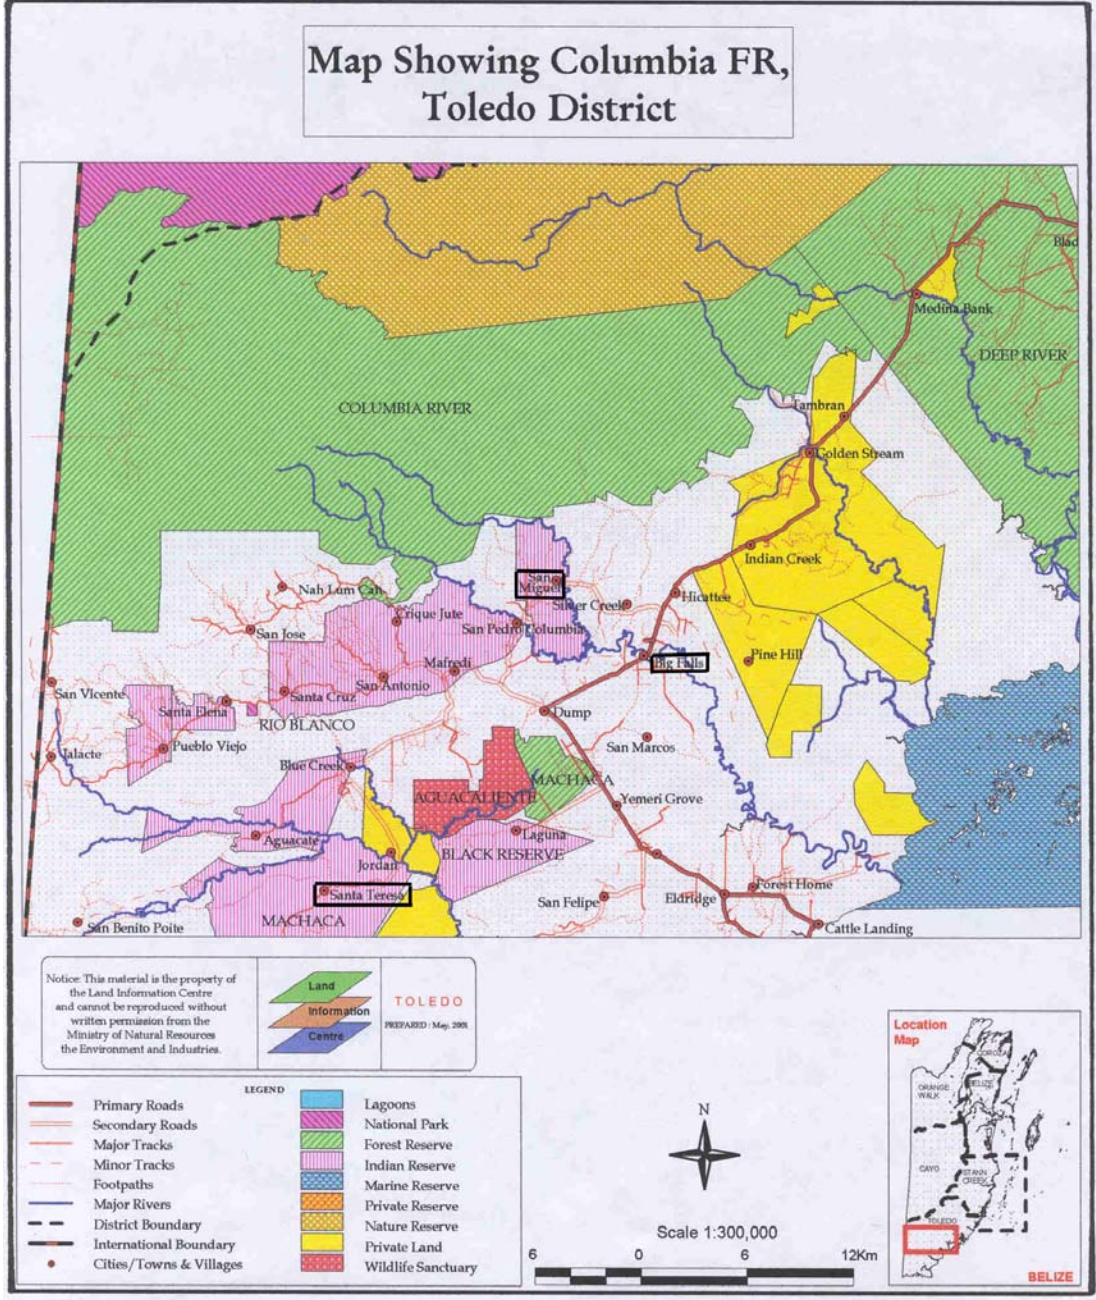 Map Showing Columbia FR,
Toledo District
Blad
Medina Bank
DEEP RIVER
COLUMBIA RIVER
Tambran
Golden Stream
Indian Creek
San
Miguel
Nah Lum Cah
Hicattee
Silver Creek
Crique Jute
San Jose
San Pedro Columbia
Pine Hill
Big Falls
Mafredi
San Antonio
San Vicente
Santa Cruz
Santa Elena
Dump
RIO BLANCO
Pueblo Viejo
San Marcos
Jalacte
Blue Creek
MACHACA
AGUACALIENTE
Yemeri Grove
Laguna
Aguacate
BLACK RESERVE
Jordan
Forest Home
Santa Terese
Eldridge
San Felipe
MACHACA
San Benito Poite
Cattle Landing
Notice: This material is the property of
the Land Information Centre
and cannot be reproduced without
written permission from the
Ministry of Natural Resources
the Environment and Industries.
Land
Information
Centre
TOLEDO
PREPARED : May, 2001
LEGEND
Primary Roads
Secondary Roads
Major Tracks
Minor Tracks
Footpaths
Major Rivers
District Boundary
International Boundary
Cities/Towns & Villages
Lagoons
National Park
Forest Reserve
Indian Reserve
Marine Reserve
Private Reserve
Nature Reserve
Private Land
Wildlife Sanctuary
N
Scale 1:300,000
6 0 6 12Km
Location
Map
COROZAL
ORANGE
WALK
BELIZE
CAYO
STANN
CREEK
TOLEDO
BELIZE